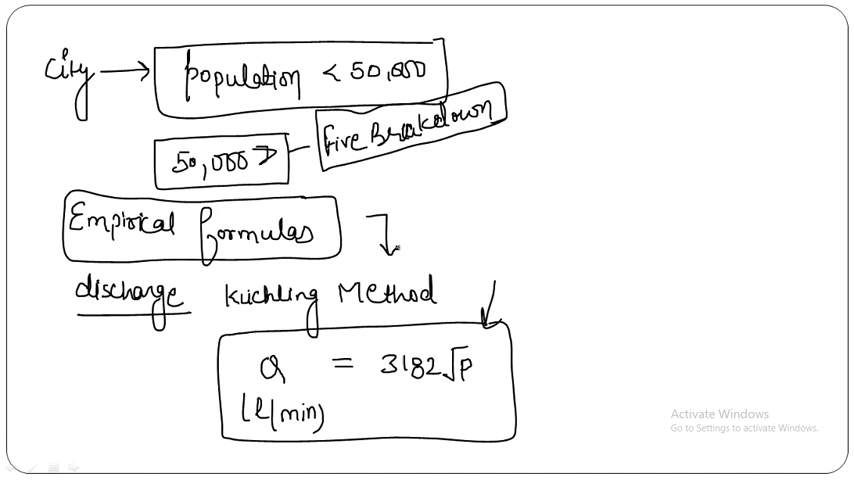 City → population < 50,000
50,000 > - Fire Breakdown
Empirical formulas
discharge Kuchling Method
Q = 3182√P
(l/min)
Activate Windows
Go to Settings to activate Windows.